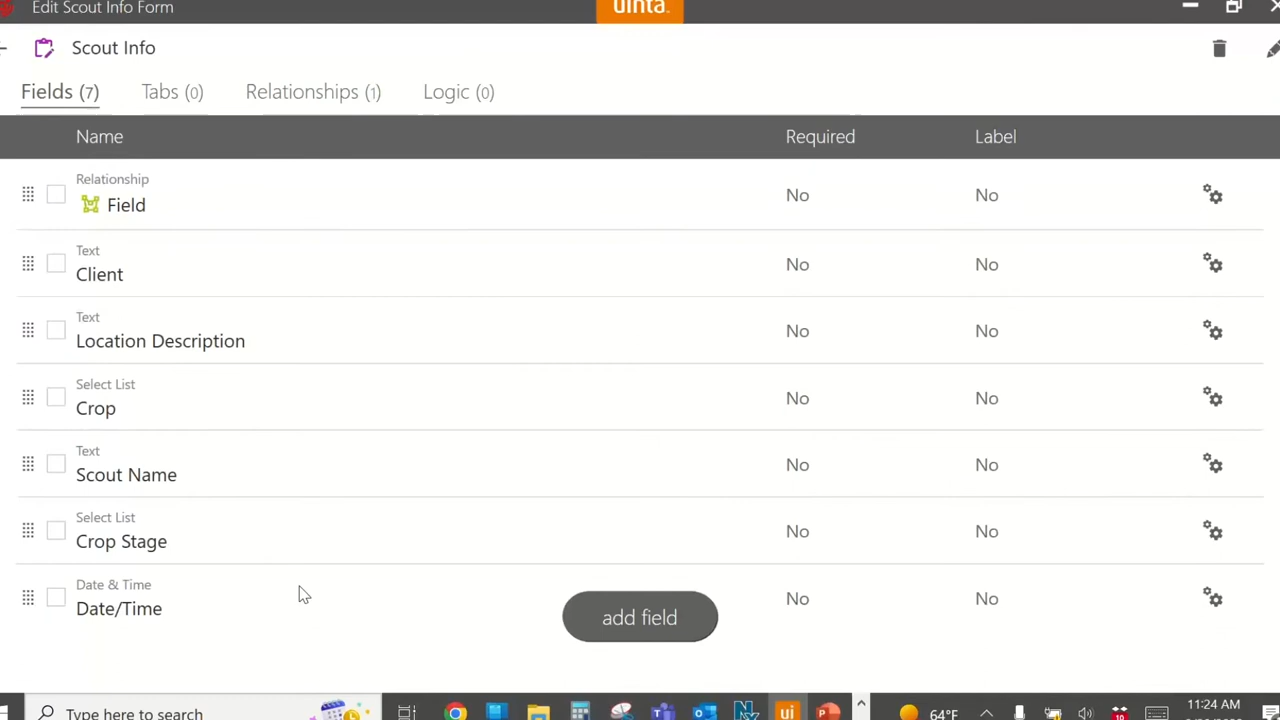 Edit Scout Info Form
uinta
Scout Info
Fields (7) Tabs (0) Relationships (1) Logic (0)
Name Required Label
Relationship
Field No No
Text
Client No No
Text
Location Description No No
Select List
Crop No No
Text
Scout Name No No
Select List
Crop Stage No No
Date & Time
Date/Time No No
add field
Type here to search
ui
64°F
11:24 AM